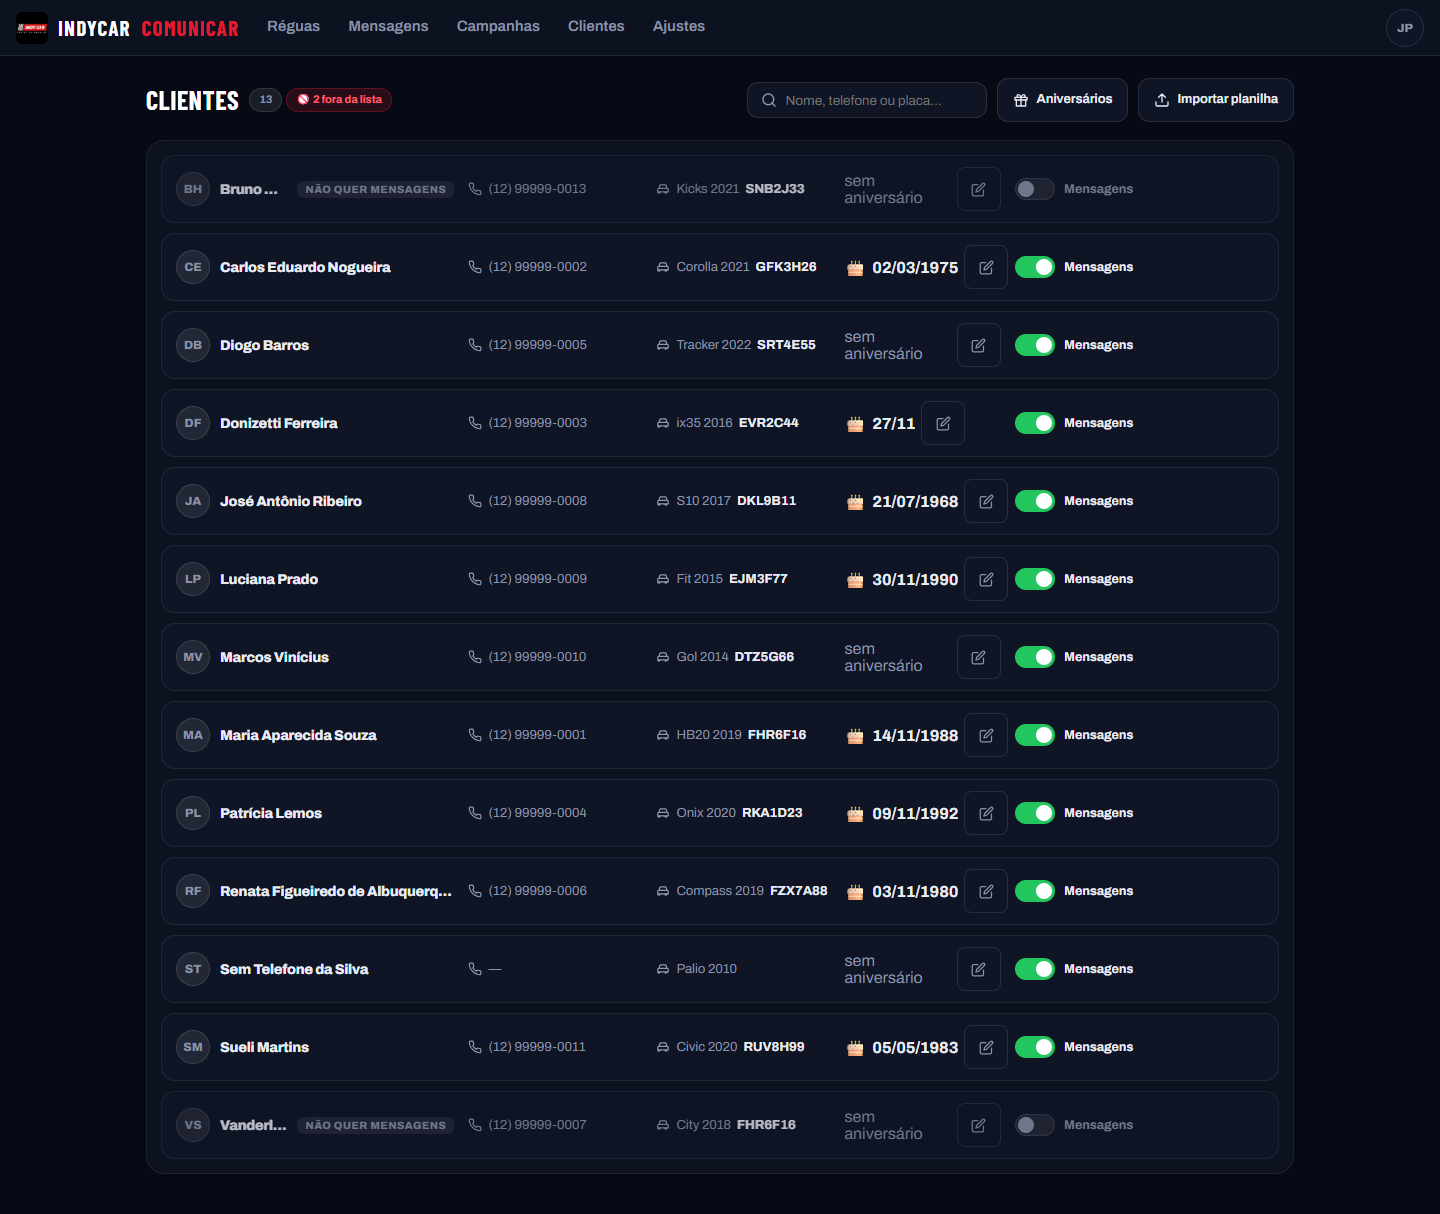 INDYCAR COMUNICAR Réguas Mensagens Campanhas Clientes Ajustes JP
CLIENTES 13 2 fora da lista Nome, telefone ou placa... Aniversários Importar planilha
BH Bruno ... NÃO QUER MENSAGENS (12) 99999-0013 Kicks 2021 SNB2J33 sem aniversário Mensagens
CE Carlos Eduardo Nogueira (12) 99999-0002 Corolla 2021 GFK3H26 02/03/1975 Mensagens
DB Diogo Barros (12) 99999-0005 Tracker 2022 SRT4E55 sem aniversário Mensagens
DF Donizetti Ferreira (12) 99999-0003 ix35 2016 EVR2C44 27/11 Mensagens
JA José Antônio Ribeiro (12) 99999-0008 S10 2017 DKL9B11 21/07/1968 Mensagens
LP Luciana Prado (12) 99999-0009 Fit 2015 EJM3F77 30/11/1990 Mensagens
MV Marcos Vinícius (12) 99999-0010 Gol 2014 DTZ5G66 sem aniversário Mensagens
MA Maria Aparecida Souza (12) 99999-0001 HB20 2019 FHR6F16 14/11/1988 Mensagens
PL Patrícia Lemos (12) 99999-0004 Onix 2020 RKA1D23 09/11/1992 Mensagens
RF Renata Figueiredo de Albuquerq... (12) 99999-0006 Compass 2019 FZX7A88 03/11/1980 Mensagens
ST Sem Telefone da Silva — Palio 2010 sem aniversário Mensagens
SM Sueli Martins (12) 99999-0011 Civic 2020 RUV8H99 05/05/1983 Mensagens
VS Vanderl... NÃO QUER MENSAGENS (12) 99999-0007 City 2018 FHR6F16 sem aniversário Mensagens